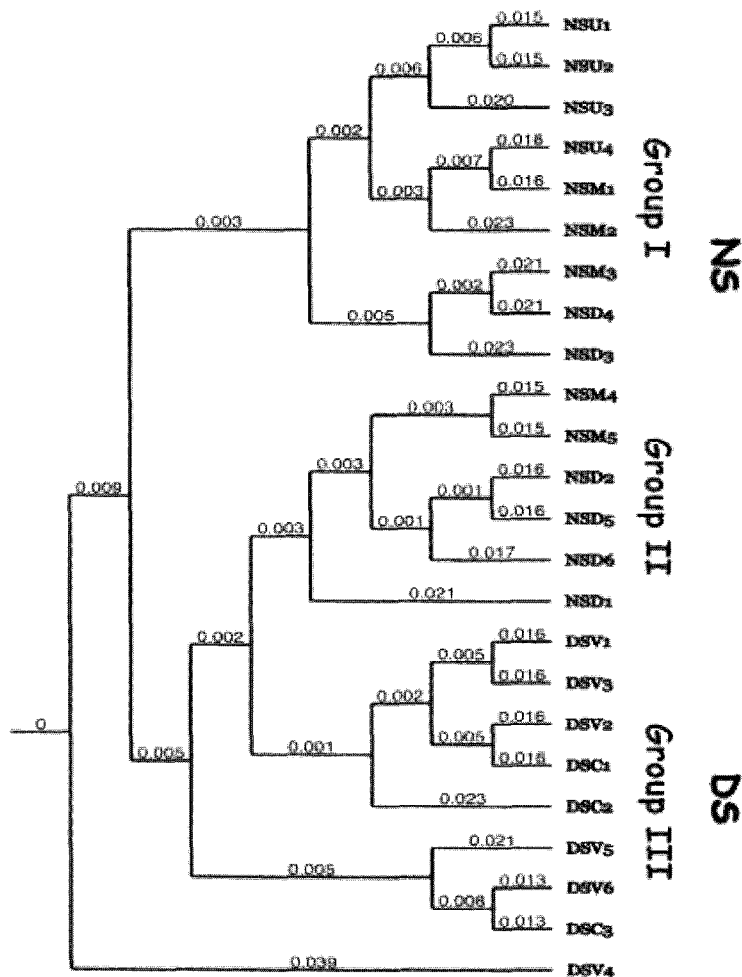 0.015 NSU1
0.006
0.015 NSU2
0.006
0.020 NSU3
0.002
0.016 NSU4
0.007
0.016 NSM1
0.003
0.023 NSM2
0.003
0.021 NSM3
0.002
0.021 NSD4
0.005
0.023 NSD3
Group I
NS
0.015 NSM4
0.003
0.015 NSM5
0.003
0.016 NSD2
0.001
0.016 NSD5
0.001
0.017 NSD6
0.003
0.021 NSD1
Group II
0.009
0.002
0.016 DSV1
0.005
0.016 DSV3
0.002
0.016 DSV2
0.005
0.016 DSC1
0.001
0.023 DSC2
0
0.005
0.021 DSV5
0.005
0.013 DSV6
0.013 DSC3
0.039 DSV4
Group III
DS